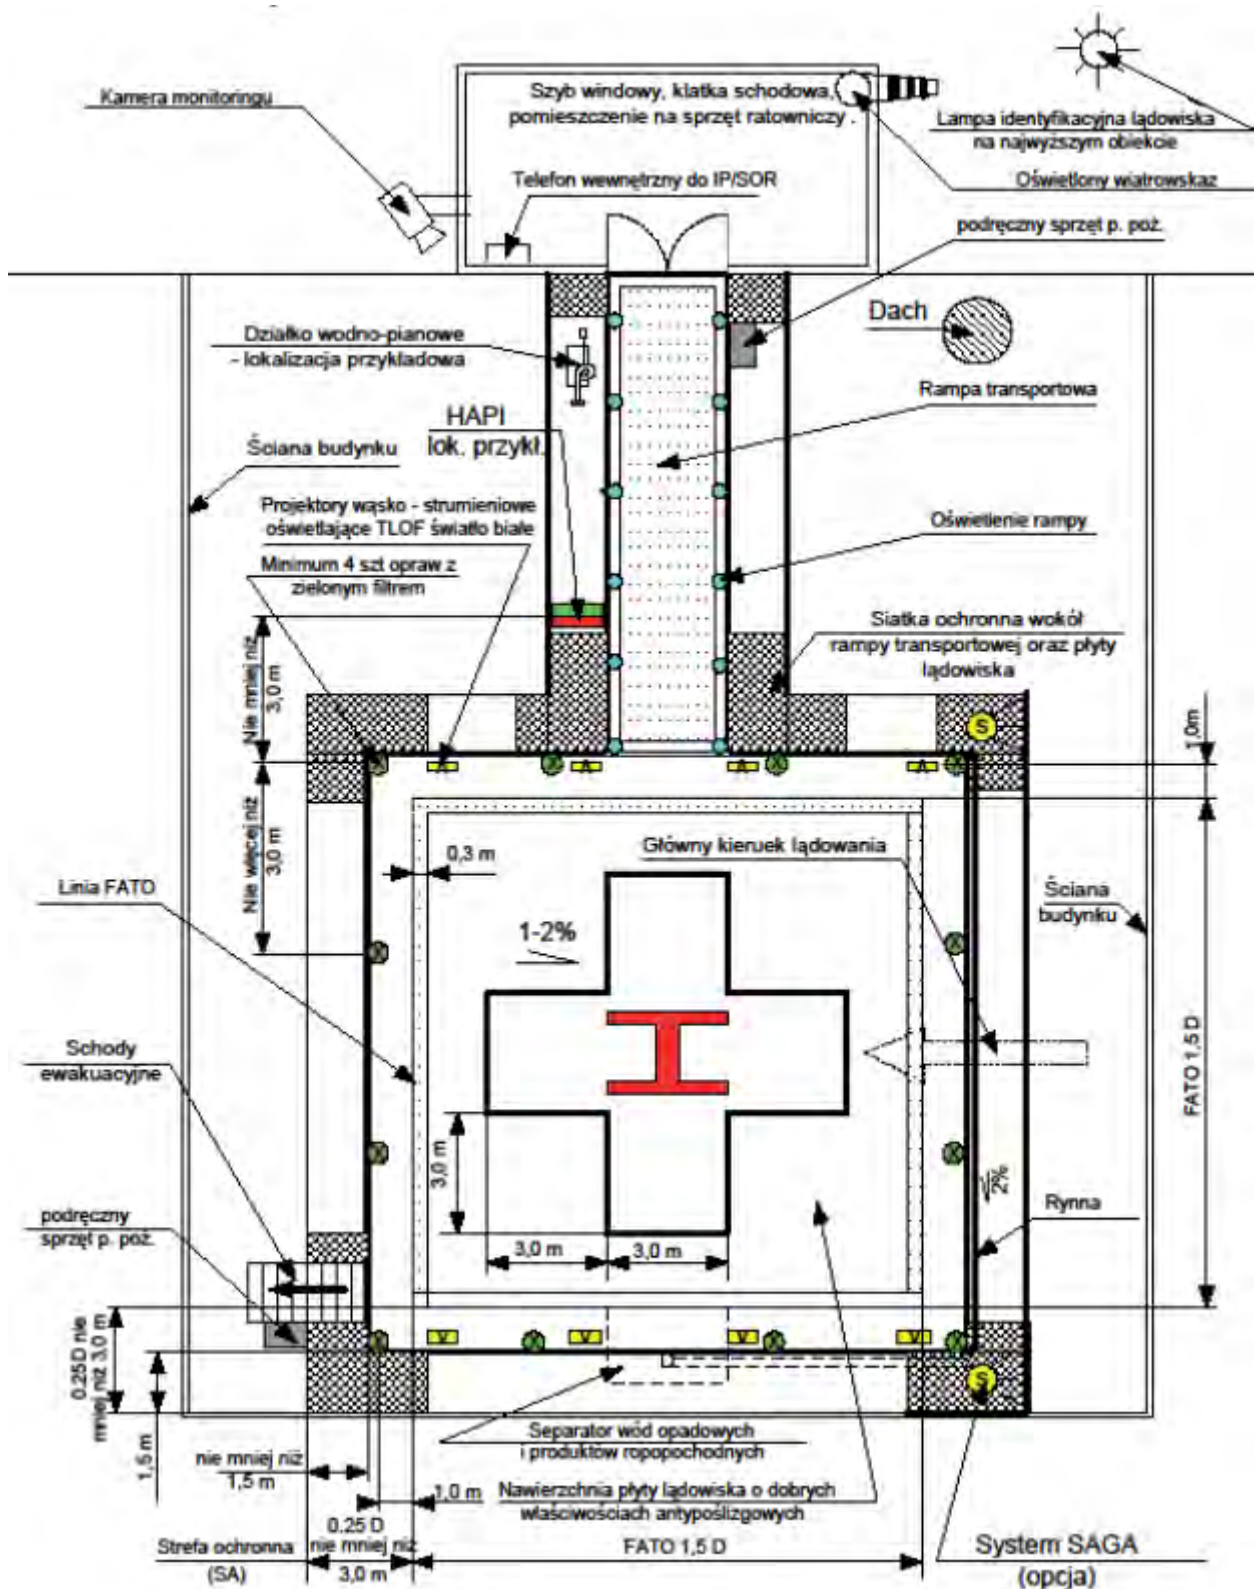 Kamera monitoringu
Szyb windowy, klatka schodowa,
pomieszczenie na sprzęt ratowniczy .
Lampa identyfikacyjna lądowiska
na najwyższym obiekcie
Telefon wewnętrzny do IP/SOR
Oświetlony wiatrowskaz
podręczny sprzęt p. poż.
Działko wodno-pianowe
- lokalizacja przykładowa
Dach
Rampa transportowa
HAPI
lok. przykł.
Ściana budynku
Projektory wąsko - strumieniowe
oświetlające TLOF światło białe
Oświetlenie rampy
Minimum 4 szt opraw z
zielonym filtrem
Siatka ochronna wokół
rampy transportowej oraz płyty
lądowiska
Nie mniej niż
3,0 m
S
1,0m
Nie więcej niż
3,0 m
0,3 m
Główny kieruek lądowania
Linia FATO
Ściana
budynku
1-2%
H
Schody
ewakuacyjne
FATO 1,5 D
3,0 m
2%
Rynna
podręczny
sprzęt p. poż.
3,0 m
3,0 m
0.25 D nie
mniej niż 3,0 m
S
1,5 m
Separator wód opadowych
i produktów ropopochodnych
nie mniej niż
1,5 m
1,0 m
Nawierzchnia płyty lądowiska o dobrych
właściwościach antypoślizgowych
Strefa ochronna
(SA)
0.25 D
nie mniej niż
3,0 m
FATO 1,5 D
System SAGA
(opcja)